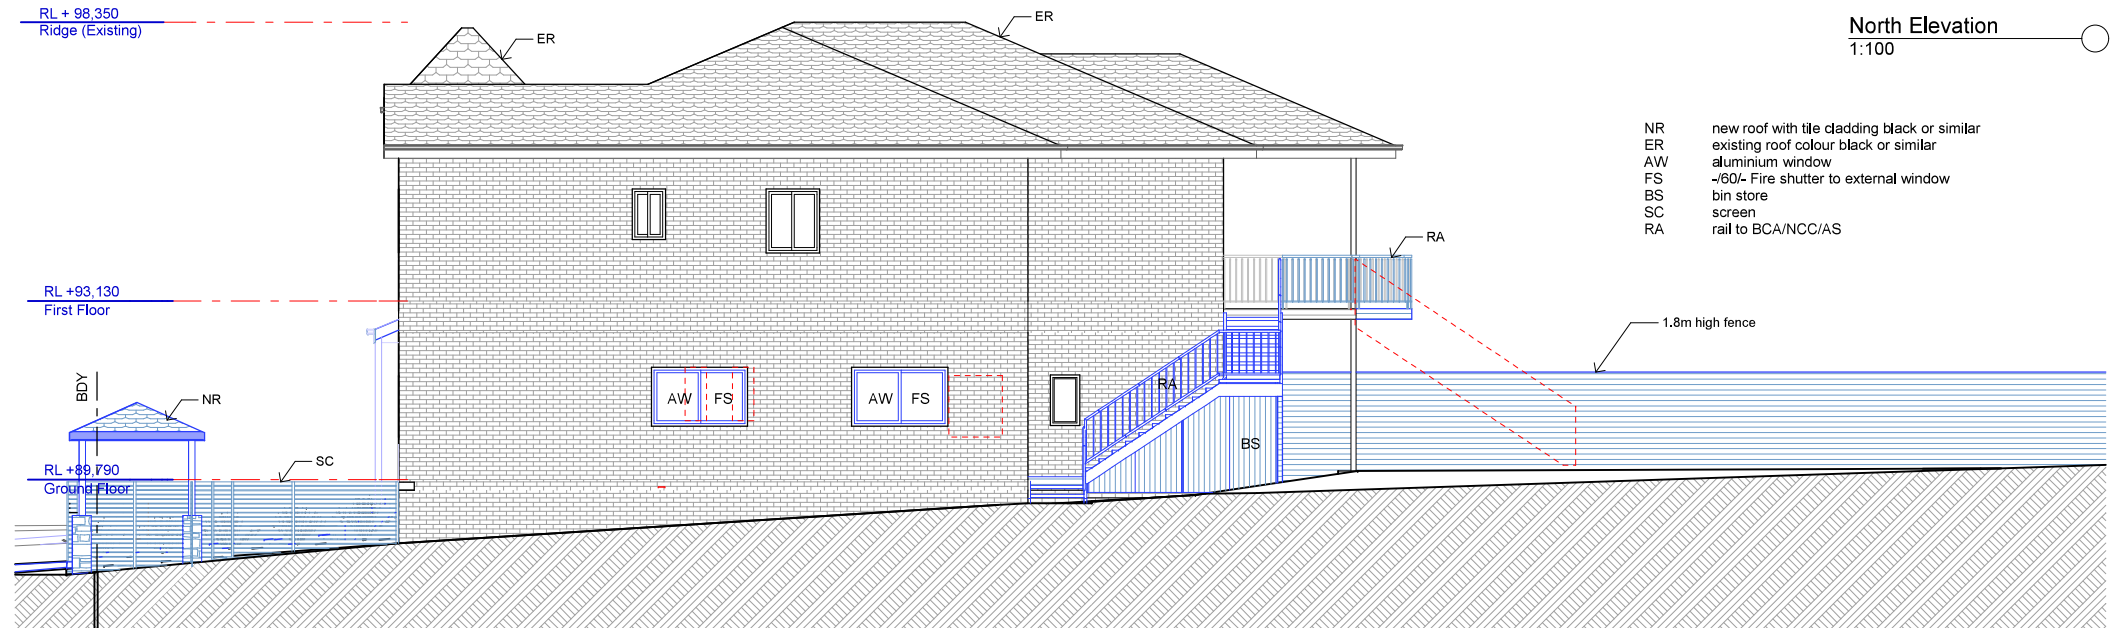 RL + 98,350
Ridge (Existing)
ER
ER
North Elevation
1:100
NR new roof with tile cladding black or similar
ER existing roof colour black or similar
AW aluminium window
FS -/60/- Fire shutter to external window
BS bin store
SC screen
RA rail to BCA/NCC/AS
RA
RL +93,130
First Floor
1.8m high fence
BDY
NR
AW FS
AW FS
RA
BS
SC
RL +89,790
Ground Floor